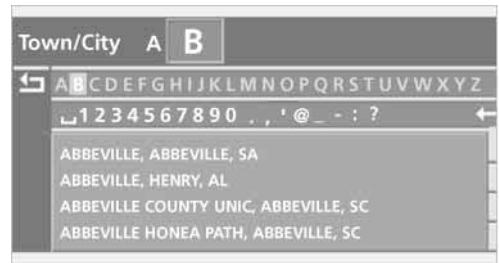 Town/City A B
A B C D E F G H I J K L M N O P Q R S T U V W X Y Z
␣1 2 3 4 5 6 7 8 9 0 . , ' @ _ - : ?
ABBEVILLE, ABBEVILLE, SA
ABBEVILLE, HENRY, AL
ABBEVILLE COUNTY UNIC, ABBEVILLE, SC
ABBEVILLE HONEA PATH, ABBEVILLE, SC